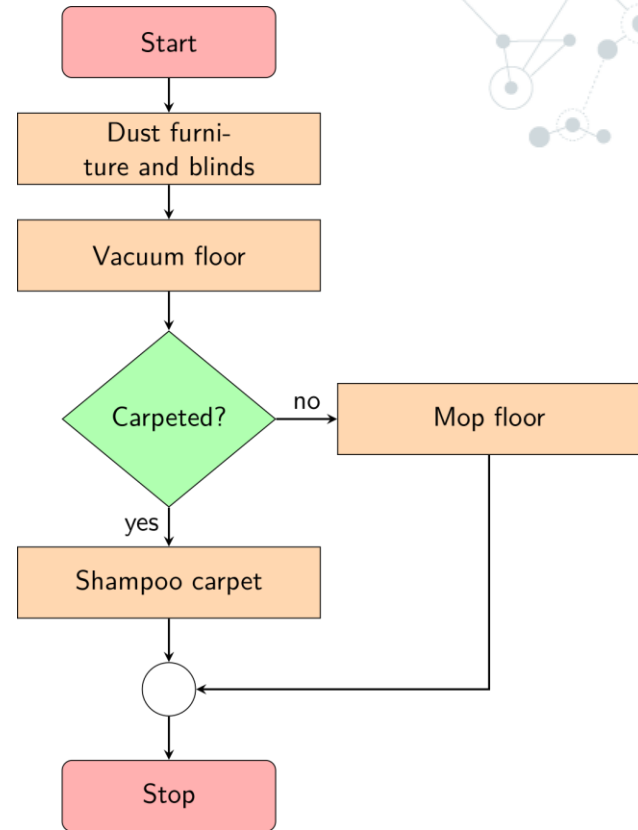 Start
Dust furni-
ture and blinds
Vacuum floor
Carpeted?
no
Mop floor
yes
Shampoo carpet
Stop